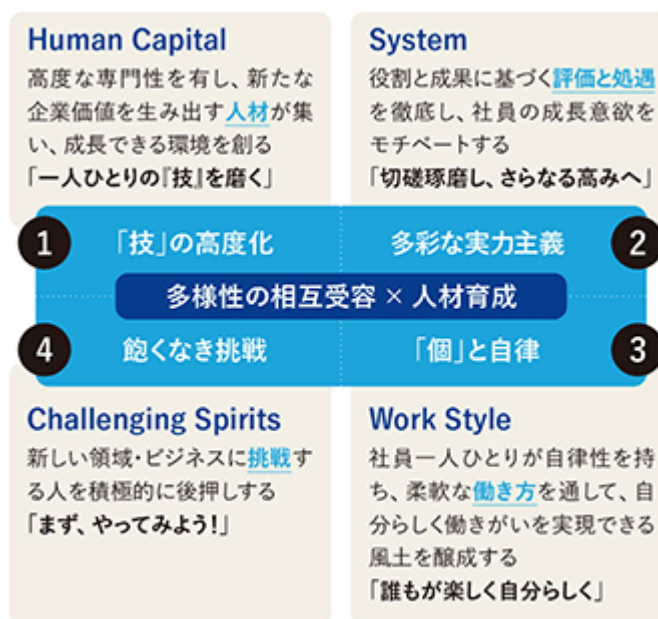 Human Capital
高度な専門性を有し、新たな
企業価値を生み出す人材が集
い、成長できる環境を創る
「一人ひとりの『技』を磨く」
System
役割と成果に基づく評価と処遇
を徹底し、社員の成長意欲を
モチベートする
「切磋琢磨し、さらなる高みへ」
1
「技」の高度化
多彩な実力主義
2
多様性の相互受容 × 人材育成
4
飽くなき挑戦
「個」と自律
3
Challenging Spirits
新しい領域・ビジネスに挑戦す
る人を積極的に後押しする
「まず、やってみよう!」
Work Style
社員一人ひとりが自律性を持
ち、柔軟な働き方を通して、自
分らしく働きがいを実現できる
風土を醸成する
「誰もが楽しく自分らしく」